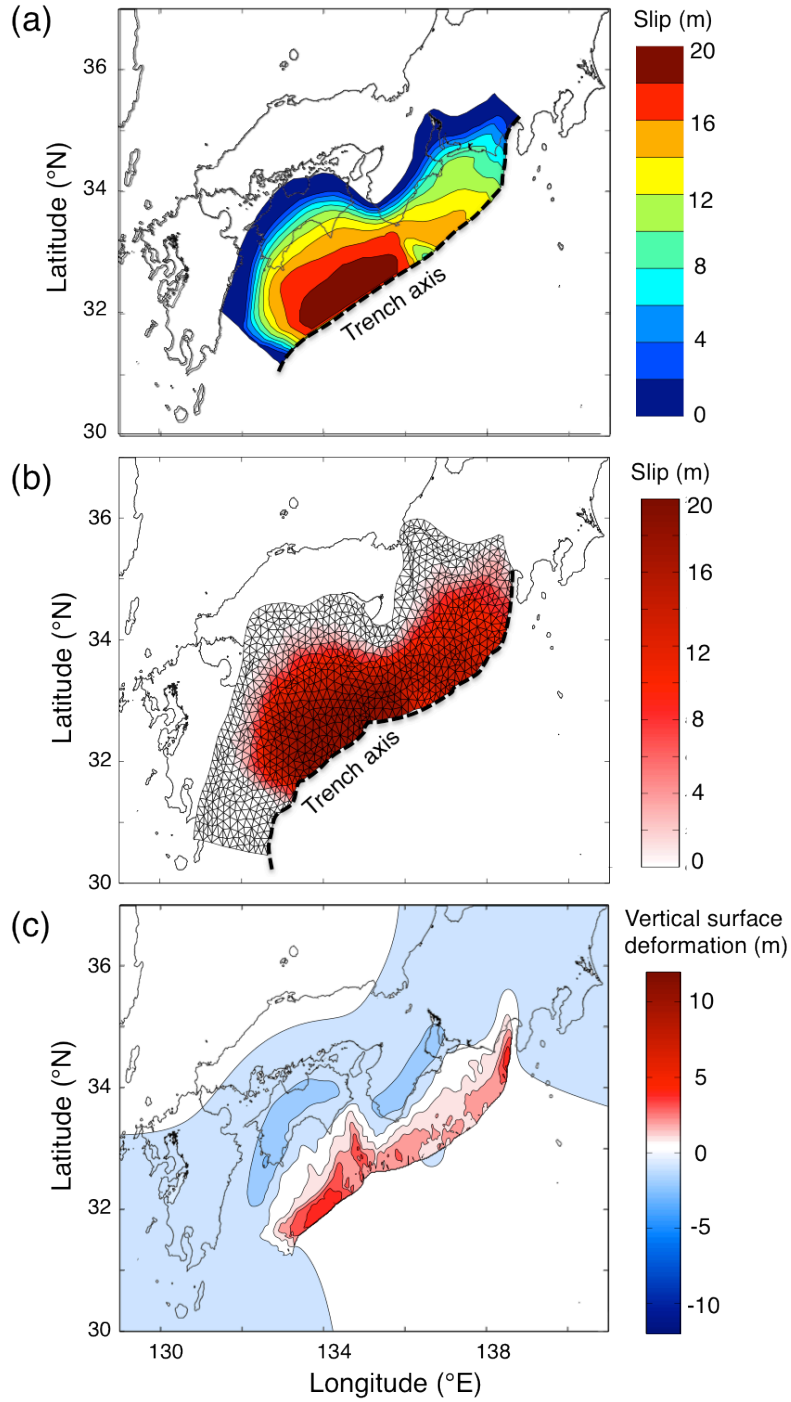 (a)
Slip (m)
36
34
32
30
Latitude (°N)
Trench axis
20
16
12
8
4
0
(b)
Slip (m)
36
34
32
30
Latitude (°N)
Trench axis
20
16
12
8
4
0
(c)
Vertical surface
deformation (m)
36
34
32
30
Latitude (°N)
10
5
0
-5
-10
130
134
138
Longitude (°E)